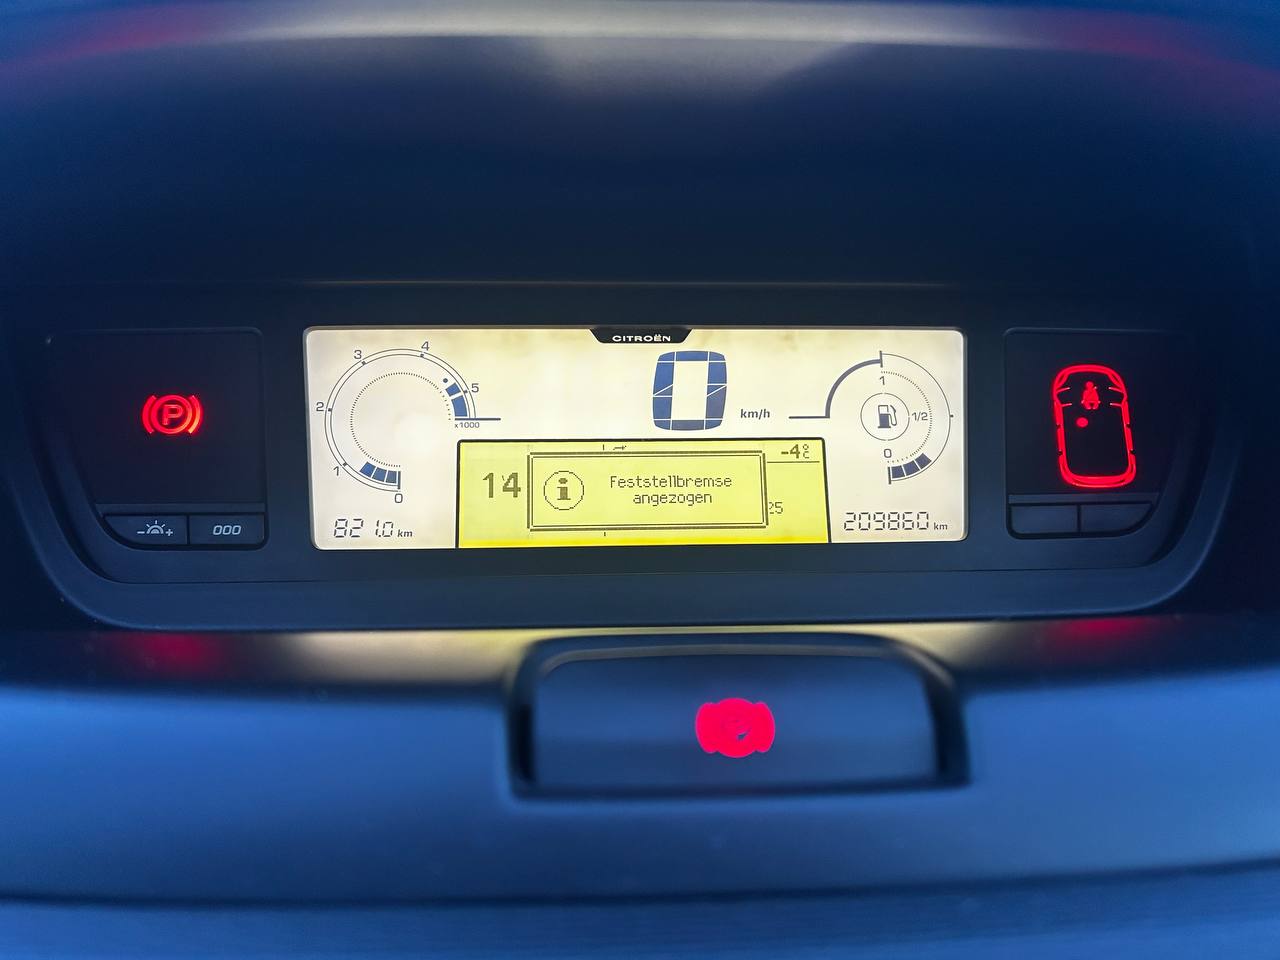 CITROËN
4
3
5
2
x1000
1
0
0
km/h
1
1/2
0
-4°C
14
i
Feststellbremse
angezogen
25
821.0 km
209860 km
P
- +
000